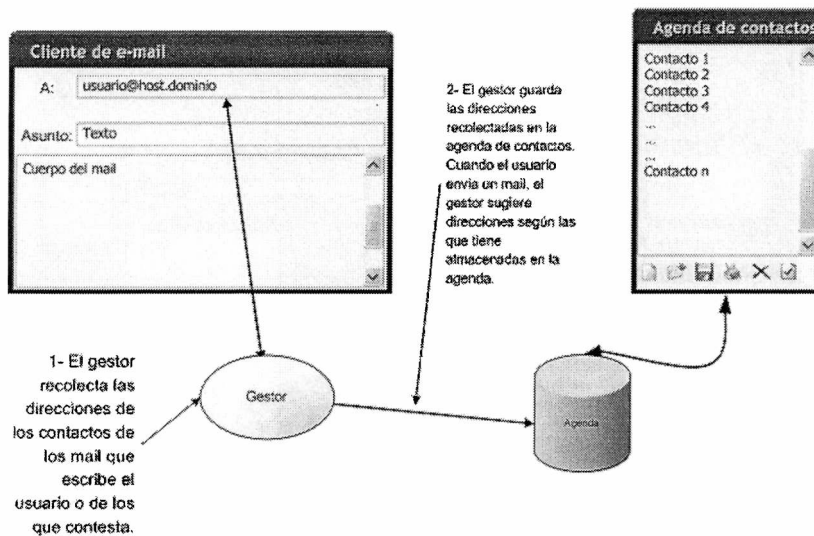 Cliente de e-mail
A: usuario@host.dominio
Asunto: Texto
Cuerpo del mail
2- El gestor guarda
las direcciones
recolectadas en la
agenda de contactos.
Cuando el usuario
envia un mail, el
gestor sugiere
direcciones según las
que tiene
almacenadas en la
agenda.
Agenda de contactos
Contacto 1
Contacto 2
Contacto 3
Contacto 4
...
...
...
Contacto n
1- El gestor
recolecta las
direcciones de
los contactos de
los mail que
escribe el
usuario o de los
que contesta.
Gestor
Agenda